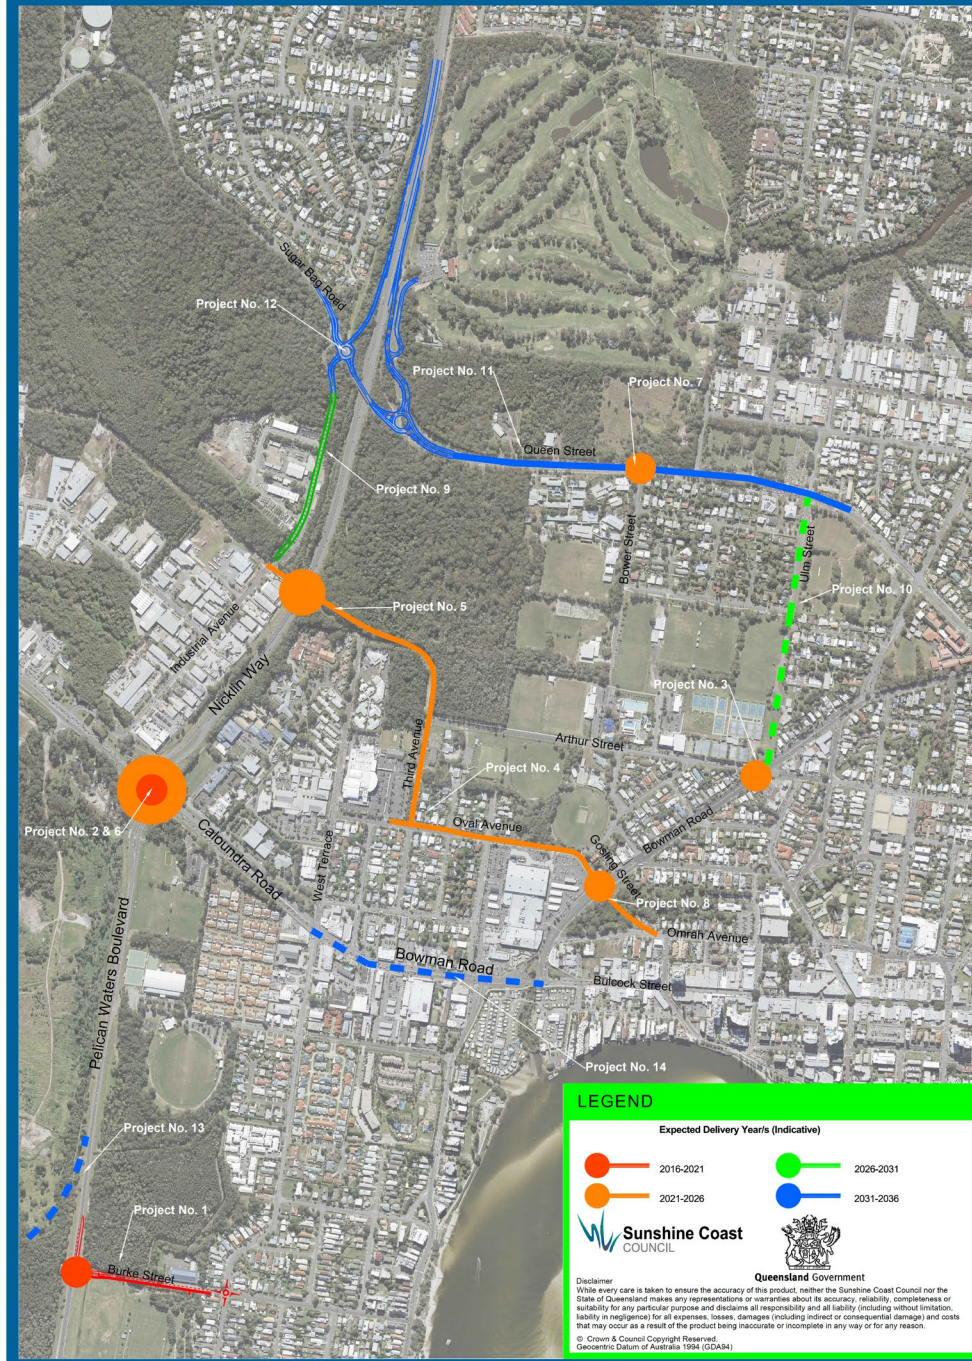 Sugar Bag Road
Project No. 12
Project No. 11
Project No. 7
Queen Street
Project No. 9
Bower Street
Ulm Street
Project No. 10
Project No. 5
Industrial Avenue
Nicklin Way
Project No. 3
Third Avenue
Arthur Street
Project No. 4
Oval Avenue
Project No. 2 & 6
Caloundra Road
West Terrace
Gosling Street
Bowman Road
Project No. 8
Omrah Avenue
Pelican Waters Boulevard
Bowman Road
Bulcock Street
Project No. 14
Project No. 13
Project No. 1
Burke Street
LEGEND
Expected Delivery Year/s (Indicative)
2016-2021
2026-2031
2021-2026
2031-2036
Sunshine Coast
COUNCIL
Queensland Government
Disclaimer
While every care is taken to ensure the accuracy of this product, neither the Sunshine Coast Council nor the
State of Queensland makes any representations or warranties about its accuracy, reliability, completeness or
suitability for any particular purpose and disclaims all responsibility and all liability (including without limitation,
liability in negligence) for all expenses, losses, damages (including indirect or consequential damage) and costs
that may occur as a result of the product being inaccurate or incomplete in any way or for any reason.
© Crown & Council Copyright Reserved.
Geocentric Datum of Australia 1994 (GDA94)